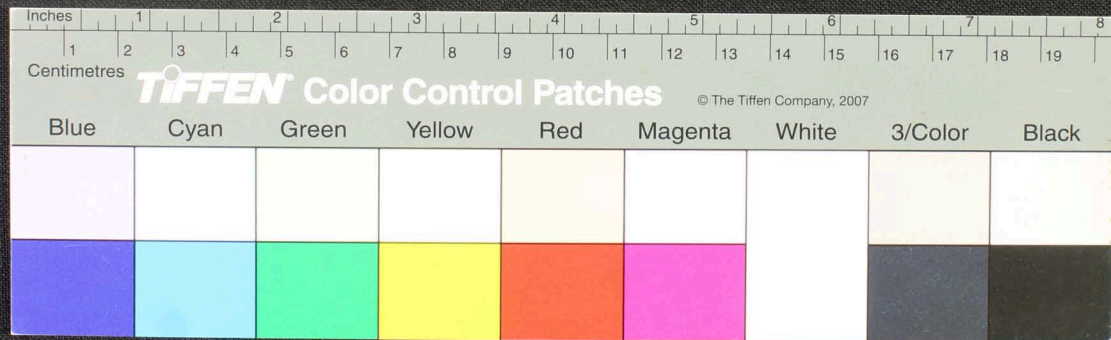 Inches 1 2 3 4 5 6 7 8
1 2 3 4 5 6 7 8 9 10 11 12 13 14 15 16 17 18 19
Centimetres
TIFFEN® Color Control Patches © The Tiffen Company, 2007
Blue Cyan Green Yellow Red Magenta White 3/Color Black